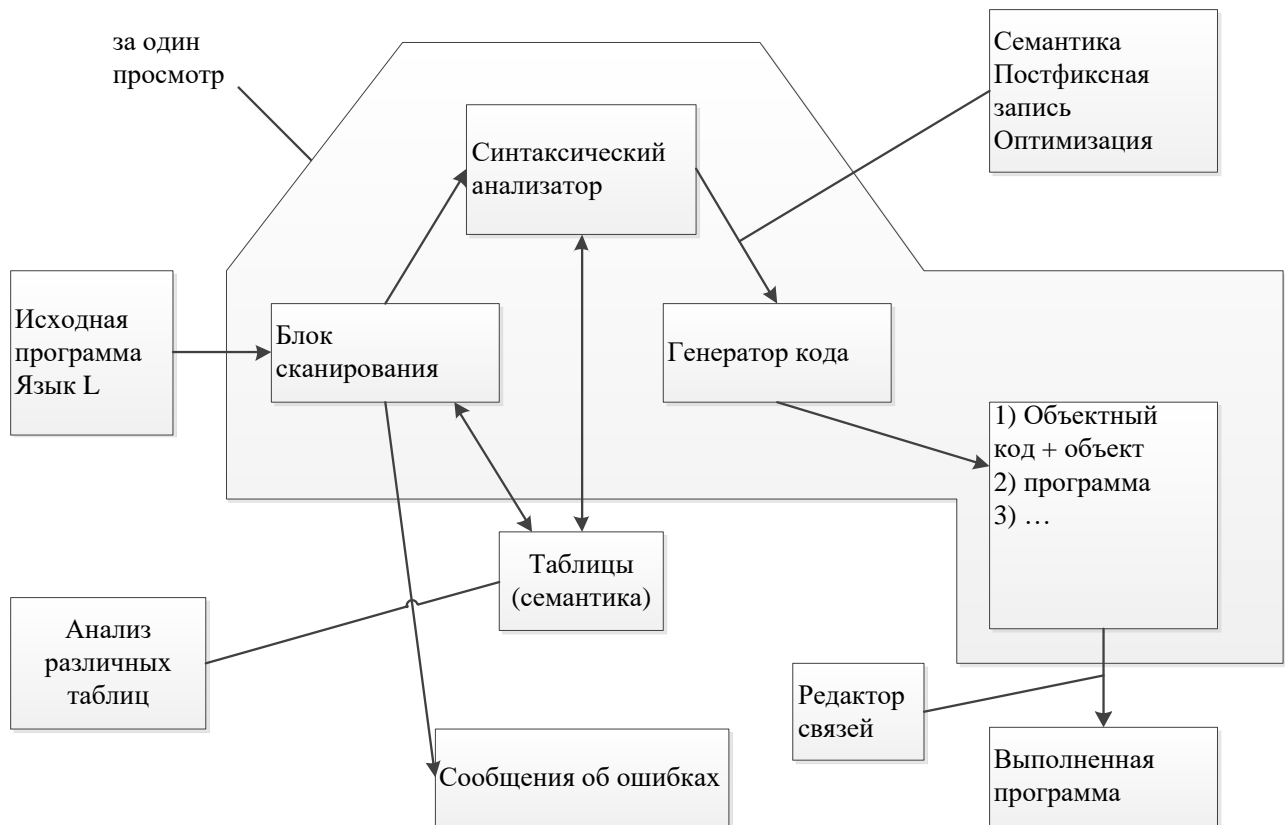 за один
просмотр
Семантика
Постфиксная
запись
Оптимизация
Синтаксический
анализатор
Исходная
программа
Язык L
Блок
сканирования
Генератор кода
1) Объектный
код + объект
2) программа
3) …
Таблицы
(семантика)
Анализ
различных
таблиц
Редактор
связей
Сообщения об ошибках
Выполненная
программа